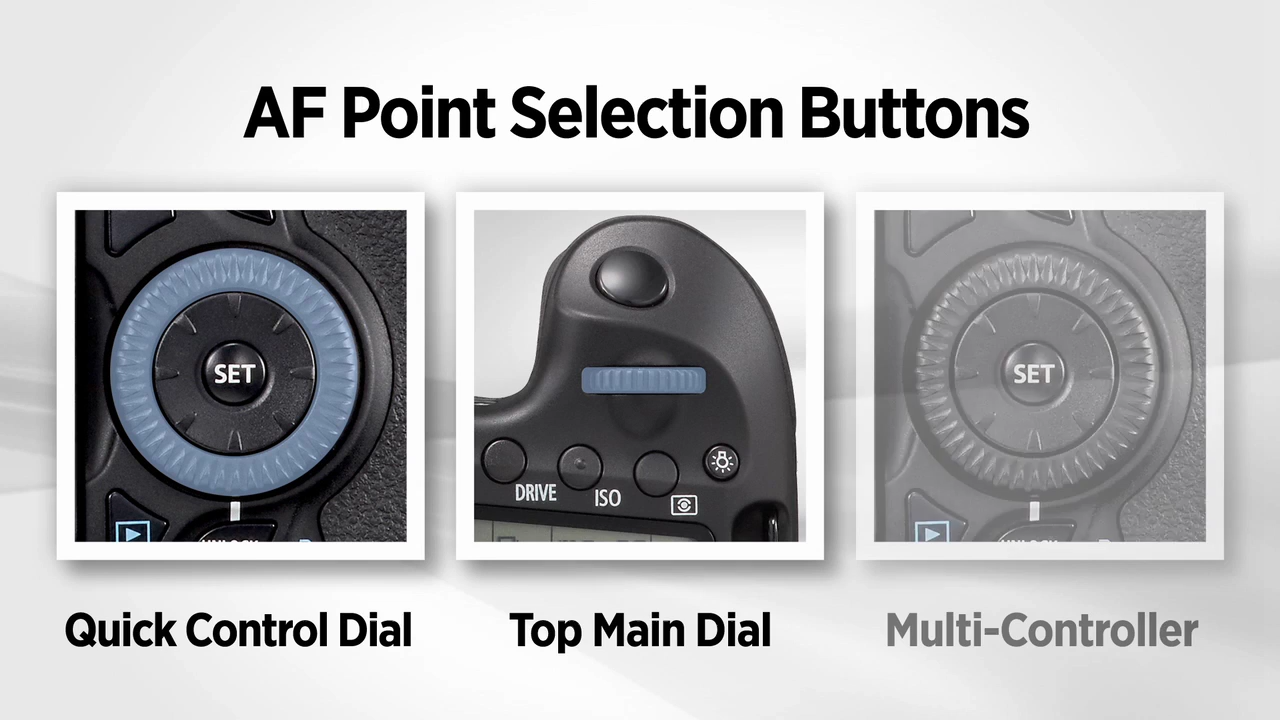 AF Point Selection Buttons
SET
DRIVE
ISO
SET
Quick Control Dial
Top Main Dial
Multi-Controller